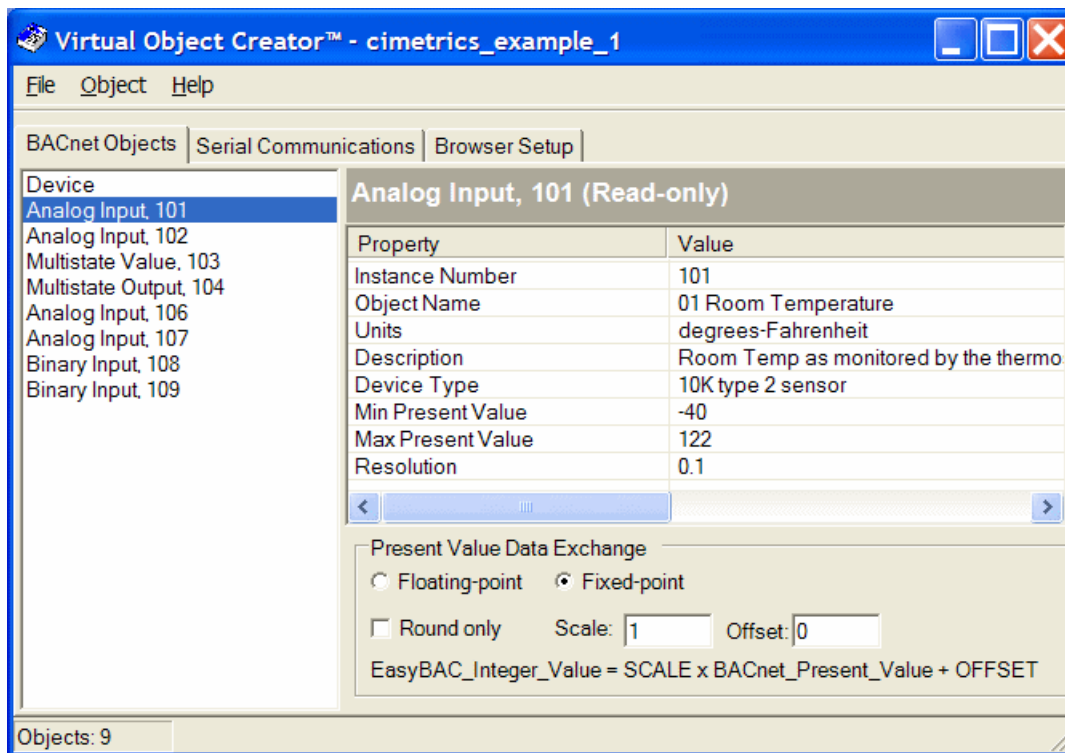 Virtual Object Creator™ - cimetrics_example_1
File Object Help
BACnet Objects Serial Communications Browser Setup
Device
Analog Input, 101
Analog Input, 102
Multistate Value, 103
Multistate Output, 104
Analog Input, 106
Analog Input, 107
Binary Input, 108
Binary Input, 109
Analog Input, 101 (Read-only)
Property Value
Instance Number 101
Object Name 01 Room Temperature
Units degrees-Fahrenheit
Description Room Temp as monitored by the thermo
Device Type 10K type 2 sensor
Min Present Value -40
Max Present Value 122
Resolution 0.1
Present Value Data Exchange
Floating-point Fixed-point
Round only Scale: 1 Offset: 0
EasyBAC_Integer_Value = SCALE x BACnet_Present_Value + OFFSET
Objects: 9